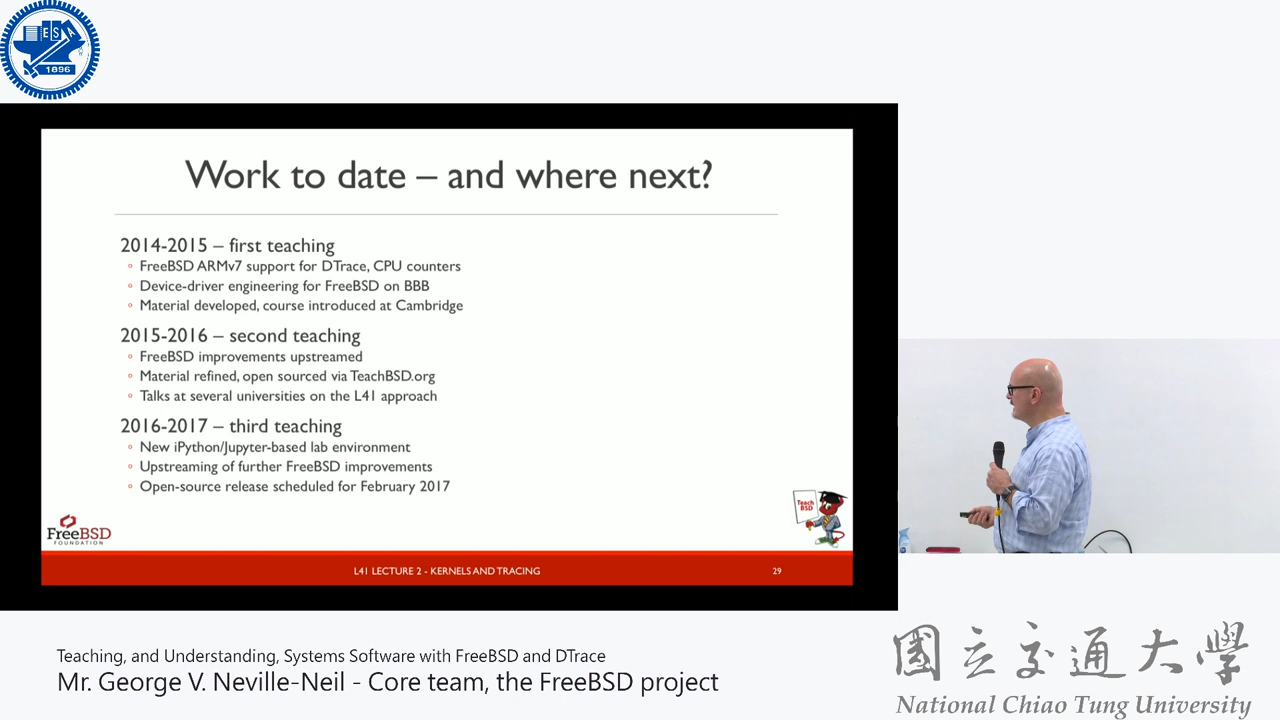 E S A
1896
Work to date – and where next?
2014-2015 – first teaching
◦ FreeBSD ARMv7 support for DTrace, CPU counters
◦ Device-driver engineering for FreeBSD on BBB
◦ Material developed, course introduced at Cambridge
2015-2016 – second teaching
◦ FreeBSD improvements upstreamed
◦ Material refined, open sourced via TeachBSD.org
◦ Talks at several universities on the L41 approach
2016-2017 – third teaching
◦ New iPython/Jupyter-based lab environment
◦ Upstreaming of further FreeBSD improvements
◦ Open-source release scheduled for February 2017
Teach
BSD
FreeBSD
FOUNDATION
L41 LECTURE 2 - KERNELS AND TRACING
29
Teaching, and Understanding, Systems Software with FreeBSD and DTrace
Mr. George V. Neville-Neil - Core team, the FreeBSD project
國立交通大學
National Chiao Tung University